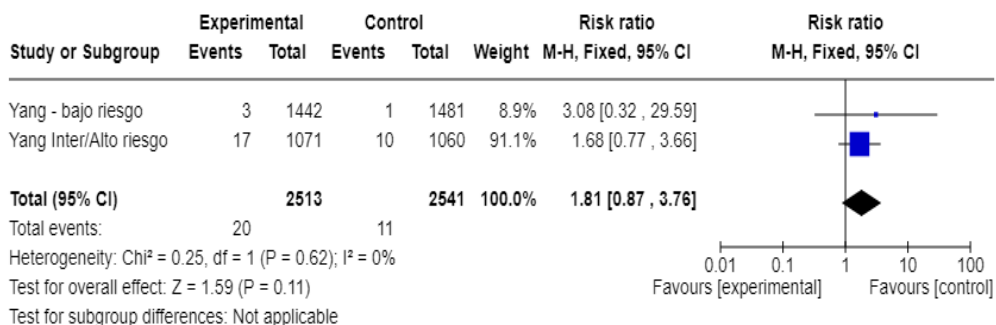 Experimental Control Risk ratio Risk ratio
Study or Subgroup Events Total Events Total Weight M-H, Fixed, 95% CI M-H, Fixed, 95% CI
Yang - bajo riesgo 3 1442 1 1481 8.9% 3.08 [0.32 , 29.59]
Yang Inter/Alto riesgo 17 1071 10 1060 91.1% 1.68 [0.77 , 3.66]
Total (95% CI) 2513 2541 100.0% 1.81 [0.87 , 3.76]
Total events: 20 11
Heterogeneity: Chi² = 0.25, df = 1 (P = 0.62); I² = 0%
Test for overall effect: Z = 1.59 (P = 0.11)
Test for subgroup differences: Not applicable
0.01 0.1 1 10 100
Favours [experimental] Favours [control]